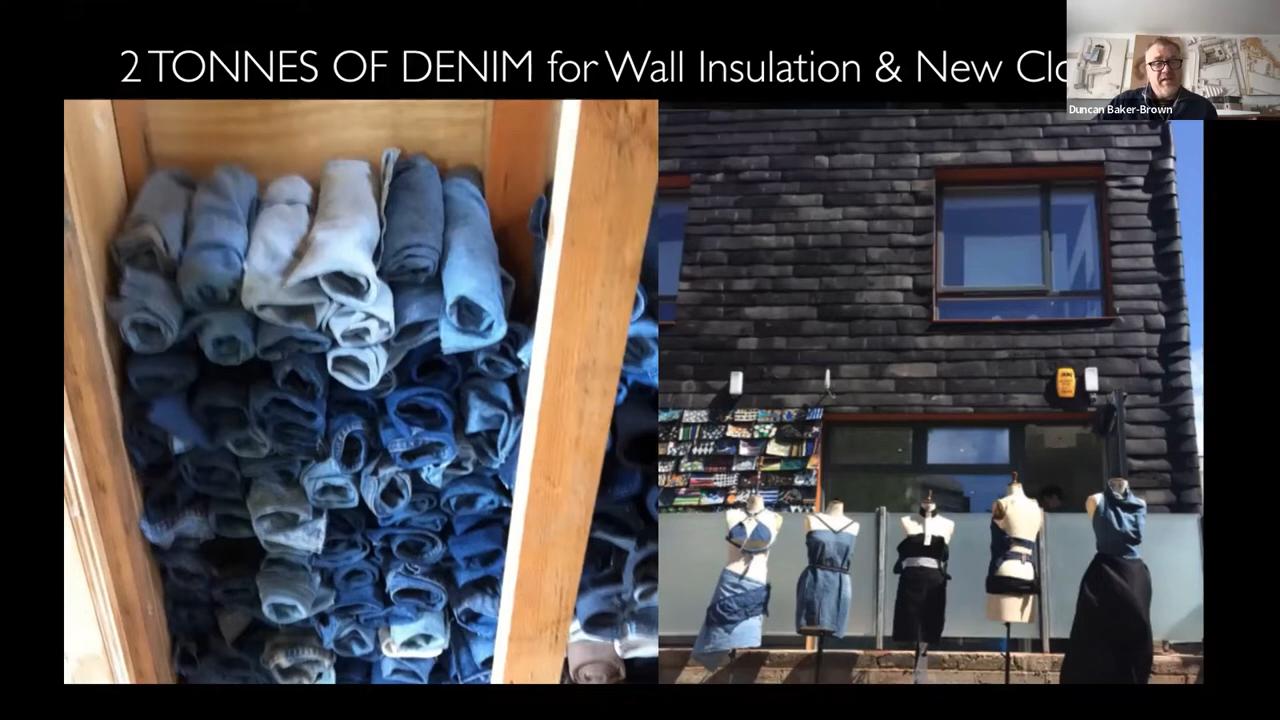 2 TONNES OF DENIM for Wall Insulation & New Clo
Duncan Baker-Brown